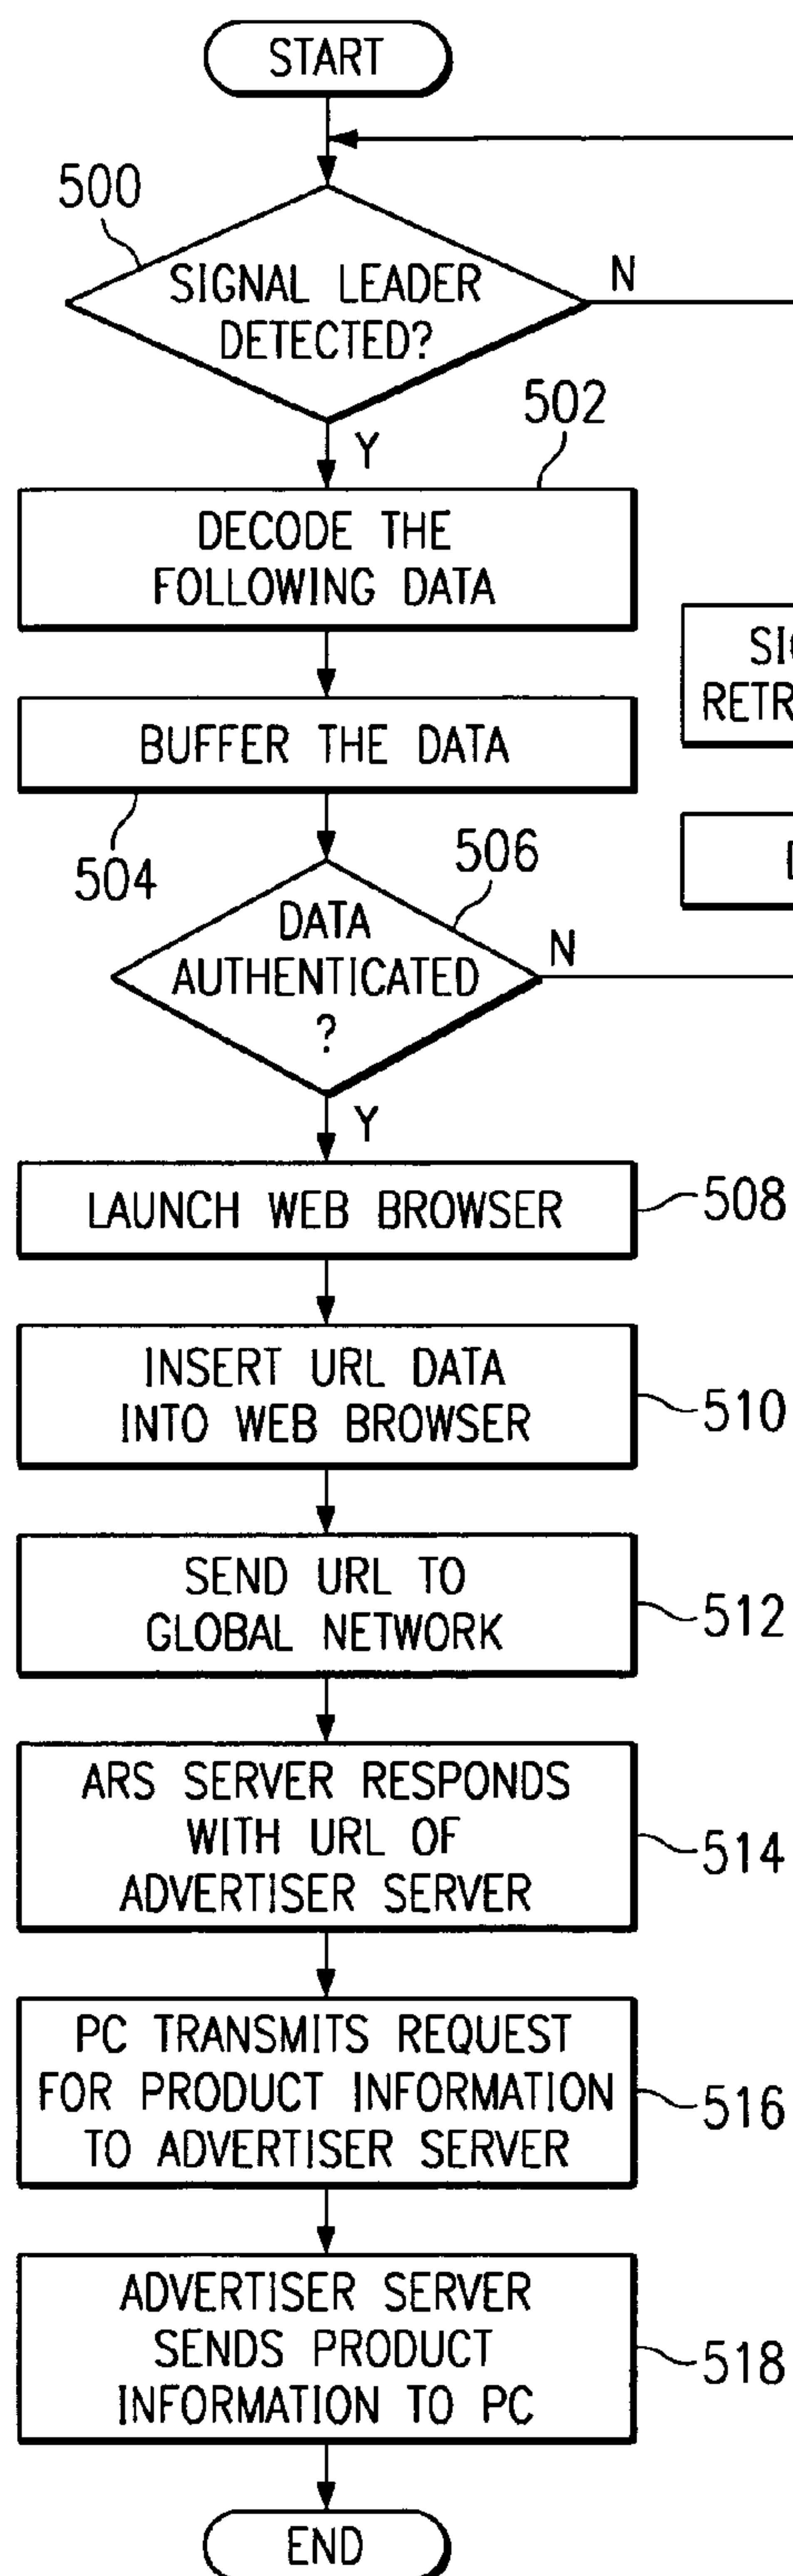 START
500
SIGNAL LEADER
DETECTED?
N
Y
502
DECODE THE
FOLLOWING DATA
BUFFER THE DATA
504
506
DATA
AUTHENTICATED
?
N
Y
LAUNCH WEB BROWSER
508
INSERT URL DATA
INTO WEB BROWSER
510
SEND URL TO
GLOBAL NETWORK
512
ARS SERVER RESPONDS
WITH URL OF
ADVERTISER SERVER
514
PC TRANSMITS REQUEST
FOR PRODUCT INFORMATION
TO ADVERTISER SERVER
516
ADVERTISER SERVER
SENDS PRODUCT
INFORMATION TO PC
518
END